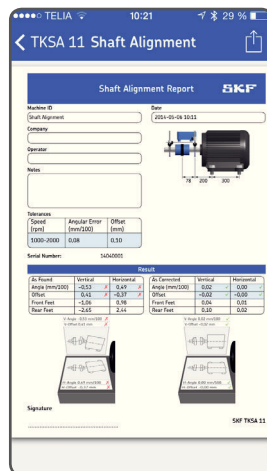 TELIA 10:21 29 %
TKSA 11 Shaft Alignment
Shaft Alignment Report SKF
Machine ID Date
Shaft Alignment 2014-05-06 10:11
Company
Operator
Notes
78 200 300
Tolerances
Speed (rpm) Angular Error (mm/100) Offset (mm)
1000-2000 0,08 0,10
Serial Number: 14040001
Result
As Found Vertical Horizontal As Corrected Vertical Horizontal
Angle (mm/100) -0,53 ✗ 0,49 ✗ Angle (mm/100) 0,02 ✓ 0,00 ✓
Offset 0,41 ✗ -0,37 ✗ Offset -0,02 ✓ -0,00 ✓
Front Feet -1,06 0,98 Front Feet 0,04 0,01
Rear Feet -2,65 2,44 Rear Feet 0,10 0,02
Signature
SKF TKSA 11